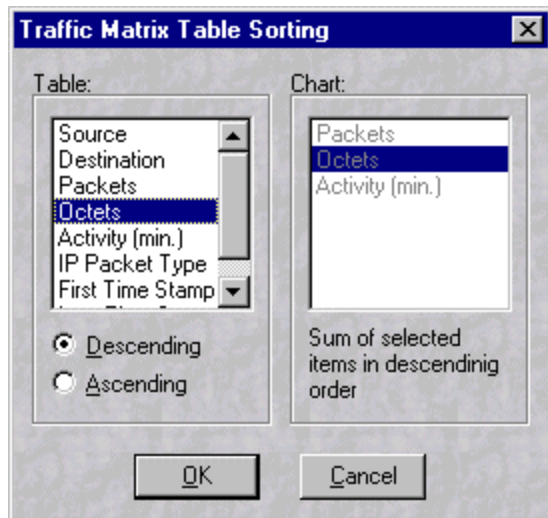 Traffic Matrix Table Sorting
Table:
Source
Destination
Packets
Octets
Activity (min.)
IP Packet Type
First Time Stamp
Descending
Ascending
Chart:
Packets
Octets
Activity (min.)
Sum of selected
items in descendinig
order
OK
Cancel